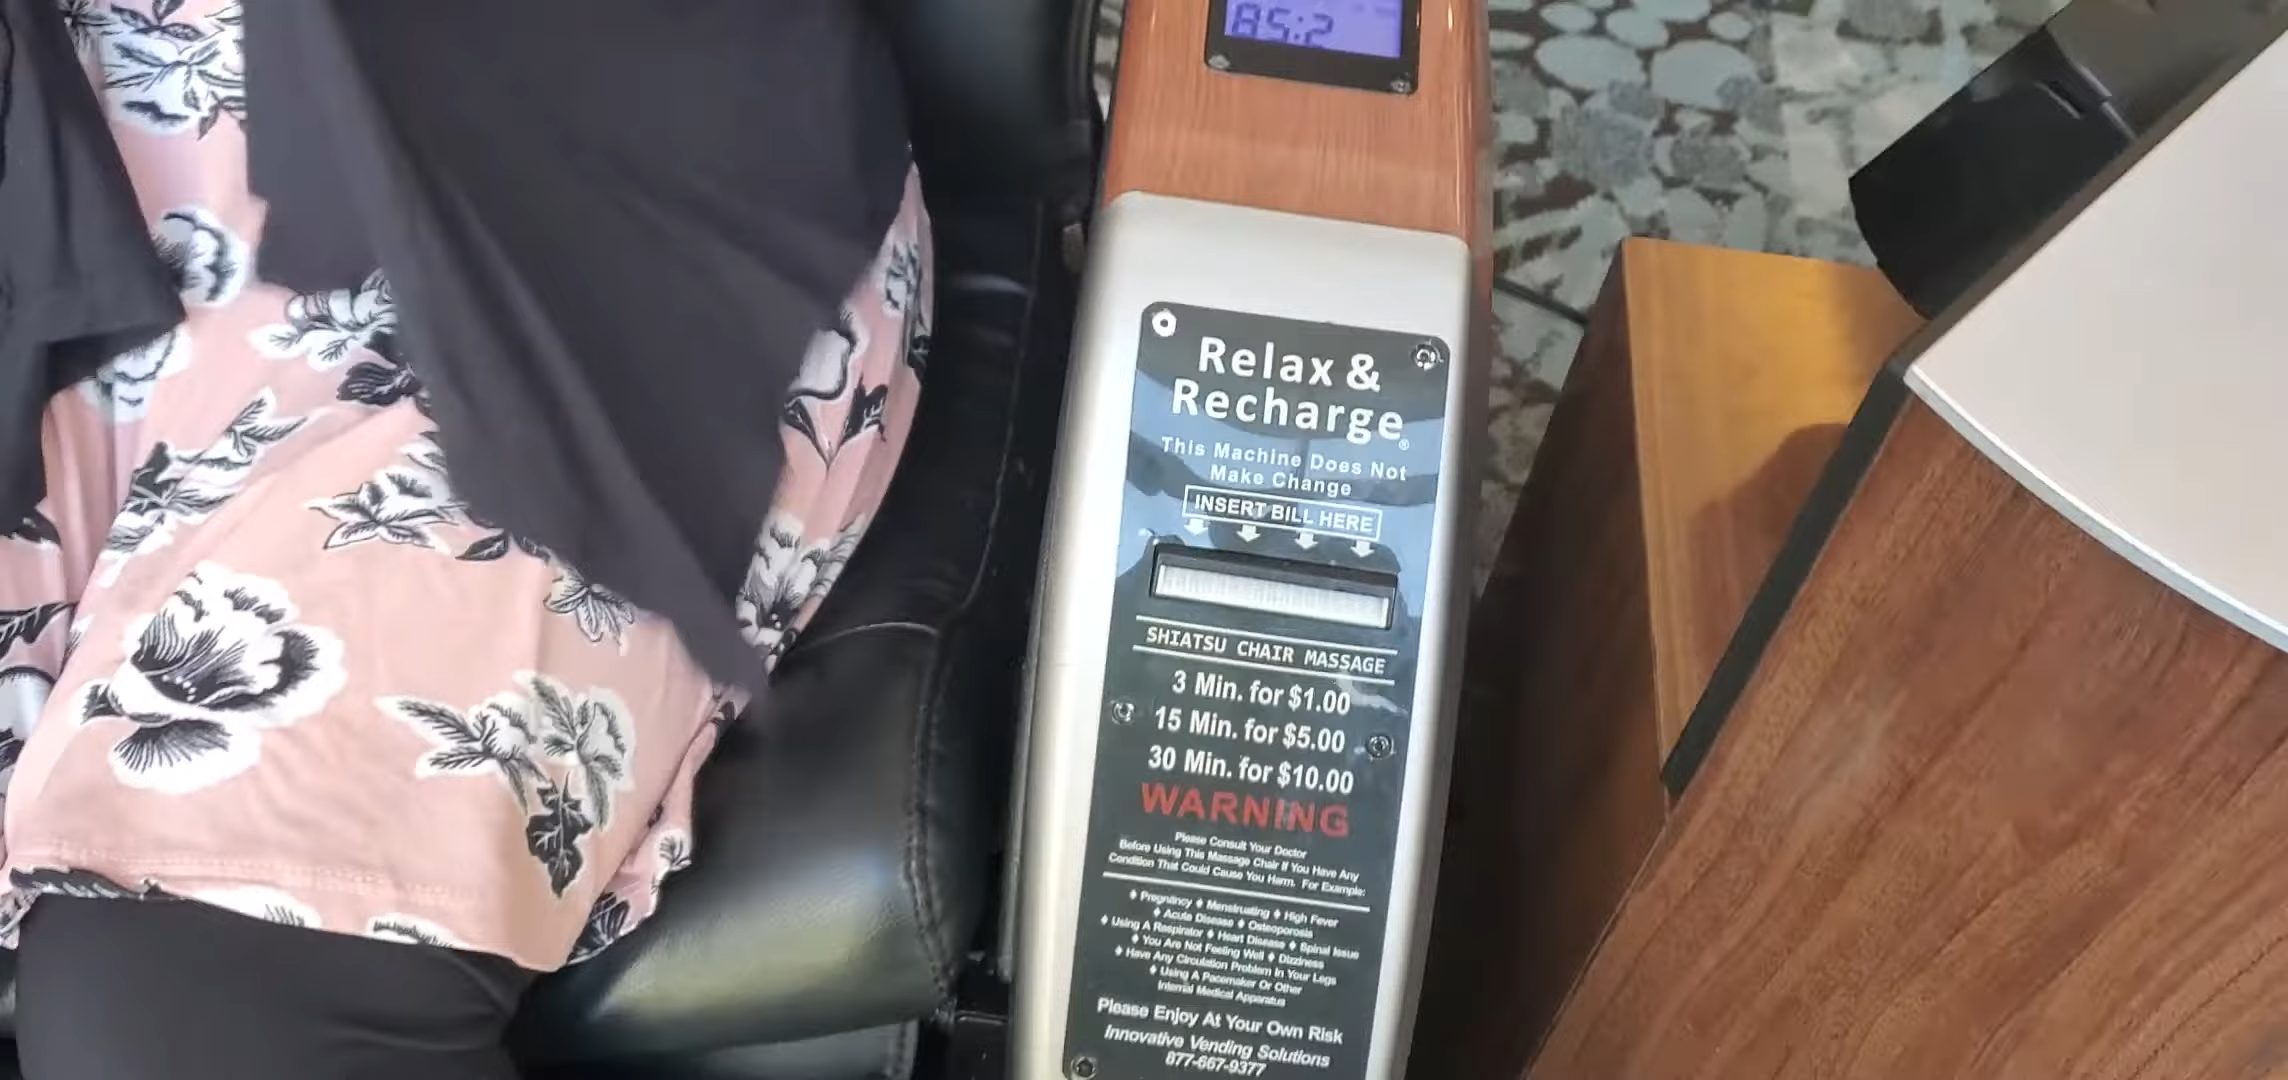 85:2
Relax &
Recharge®
This Machine Does Not
Make Change
INSERT BILL HERE
SHIATSU CHAIR MASSAGE
3 Min. for $1.00
15 Min. for $5.00
30 Min. for $10.00
WARNING
Please Consult Your Doctor
Before Using This Massage Chair If You Have Any
Condition That Could Cause You Harm. For Example:
♦ Pregnancy ♦ Menstruating ♦ High Fever
♦ Acute Disease ♦ Osteoporosis
♦ Using A Respirator ♦ Heart Disease ♦ Spinal Issue
♦ You Are Not Feeling Well ♦ Dizziness
♦ Have Any Circulation Problem In Your Legs
♦ Using A Pacemaker Or Other
Internal Medical Apparatus
Please Enjoy At Your Own Risk
Innovative Vending Solutions
877-667-9377